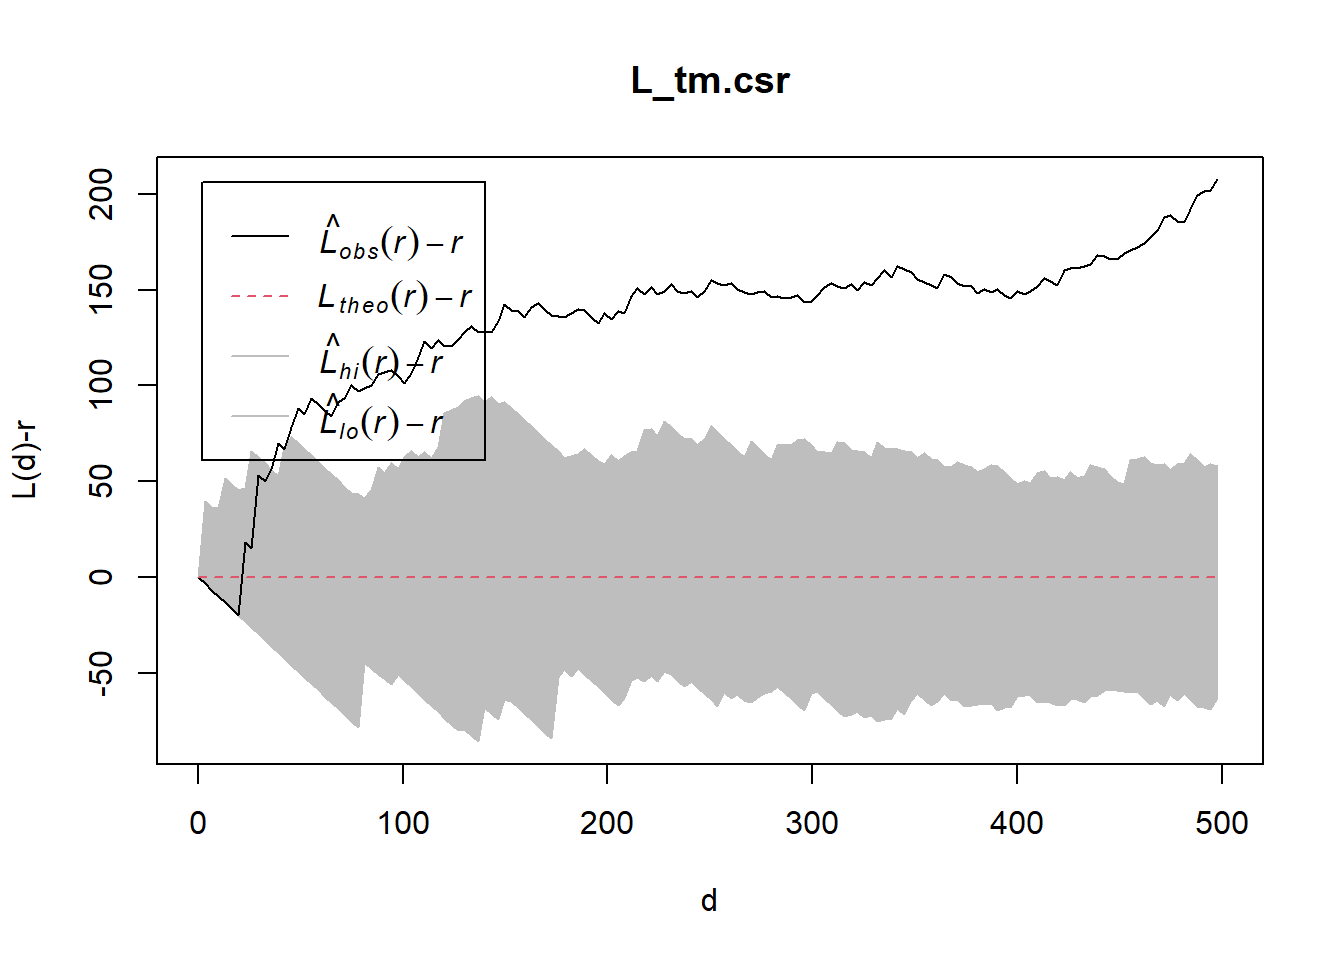 L_tm.csr
L(d)-r
200
150
100
50
0
-50
L̂obs(r) − r
Ltheo(r) − r
L̂hi(r) − r
L̂lo(r) − r
0 100 200 300 400 500
d